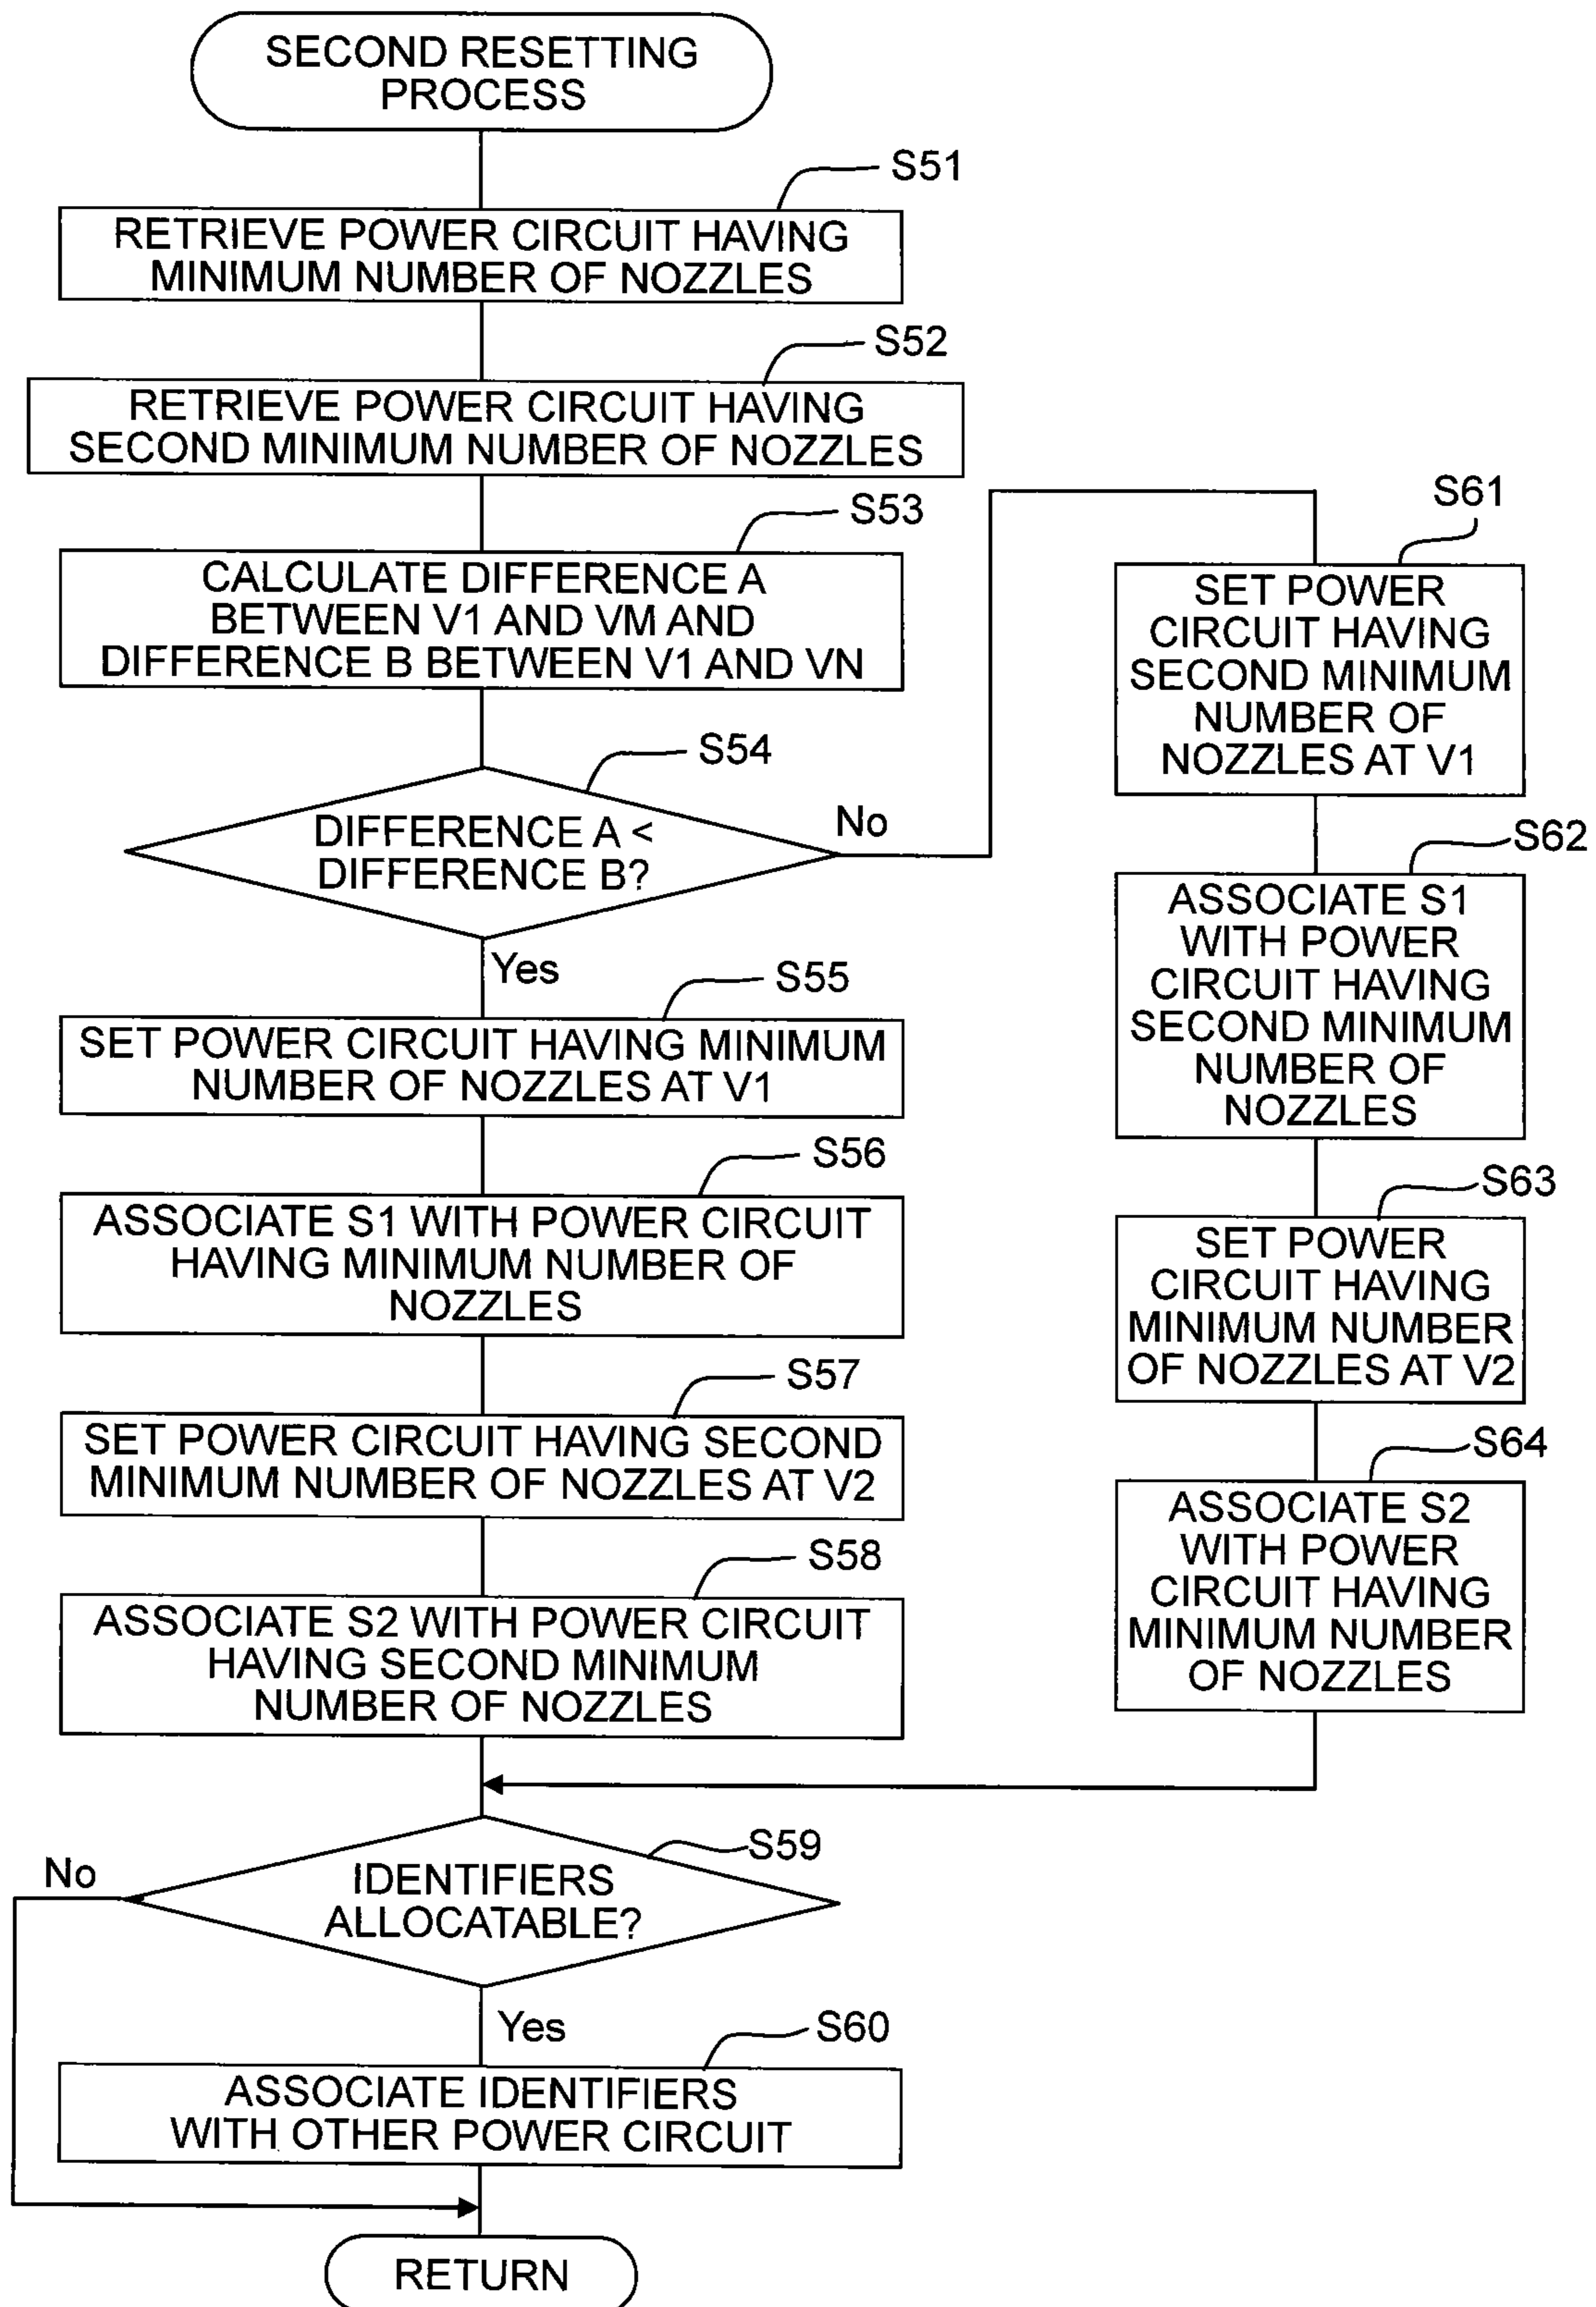 SECOND RESETTING
PROCESS
S51
RETRIEVE POWER CIRCUIT HAVING
MINIMUM NUMBER OF NOZZLES
S52
RETRIEVE POWER CIRCUIT HAVING
SECOND MINIMUM NUMBER OF NOZZLES
S53
CALCULATE DIFFERENCE A
BETWEEN V1 AND VM AND
DIFFERENCE B BETWEEN V1 AND VN
S54
DIFFERENCE A <
DIFFERENCE B?
No
Yes
S55
SET POWER CIRCUIT HAVING MINIMUM
NUMBER OF NOZZLES AT V1
S56
ASSOCIATE S1 WITH POWER CIRCUIT
HAVING MINIMUM NUMBER OF
NOZZLES
S57
SET POWER CIRCUIT HAVING SECOND
MINIMUM NUMBER OF NOZZLES AT V2
S58
ASSOCIATE S2 WITH POWER CIRCUIT
HAVING SECOND MINIMUM
NUMBER OF NOZZLES
S61
SET POWER
CIRCUIT HAVING
SECOND MINIMUM
NUMBER OF
NOZZLES AT V1
S62
ASSOCIATE S1
WITH POWER
CIRCUIT HAVING
SECOND MINIMUM
NUMBER OF
NOZZLES
S63
SET POWER
CIRCUIT HAVING
MINIMUM NUMBER
OF NOZZLES AT V2
S64
ASSOCIATE S2
WITH POWER
CIRCUIT HAVING
MINIMUM NUMBER
OF NOZZLES
S59
IDENTIFIERS
ALLOCATABLE?
No
Yes
S60
ASSOCIATE IDENTIFIERS
WITH OTHER POWER CIRCUIT
RETURN